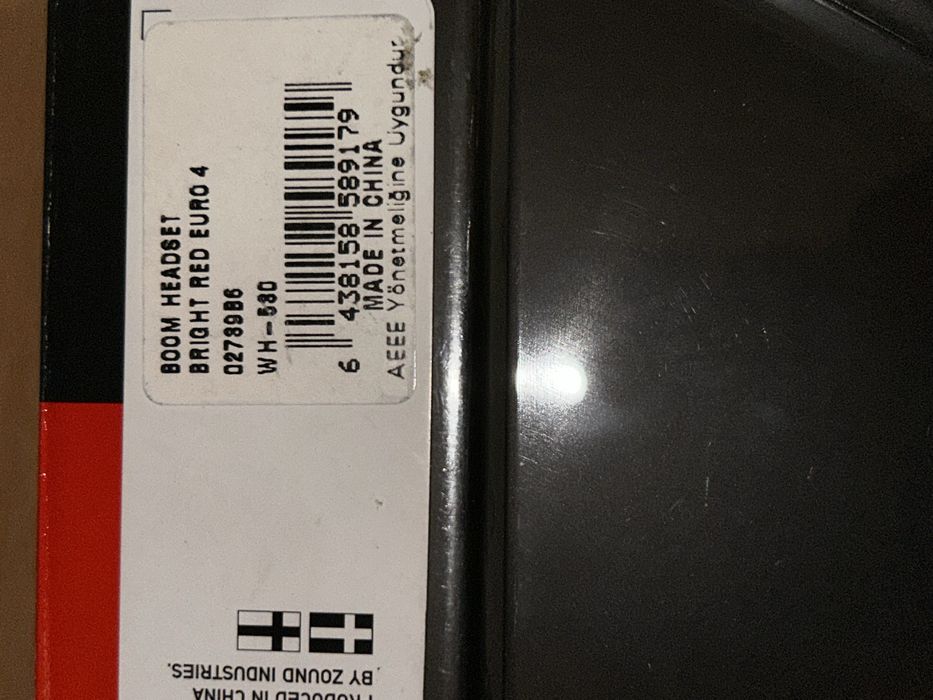 BOOM HEADSET
BRIGHT RED EURO 4
02789B6
WH-530
6 438158 589179
MADE IN CHINA
AEEE Yönetmeliğine Uygundur
PRODUCED IN CHINA
BY ZOUND INDUSTRIES.